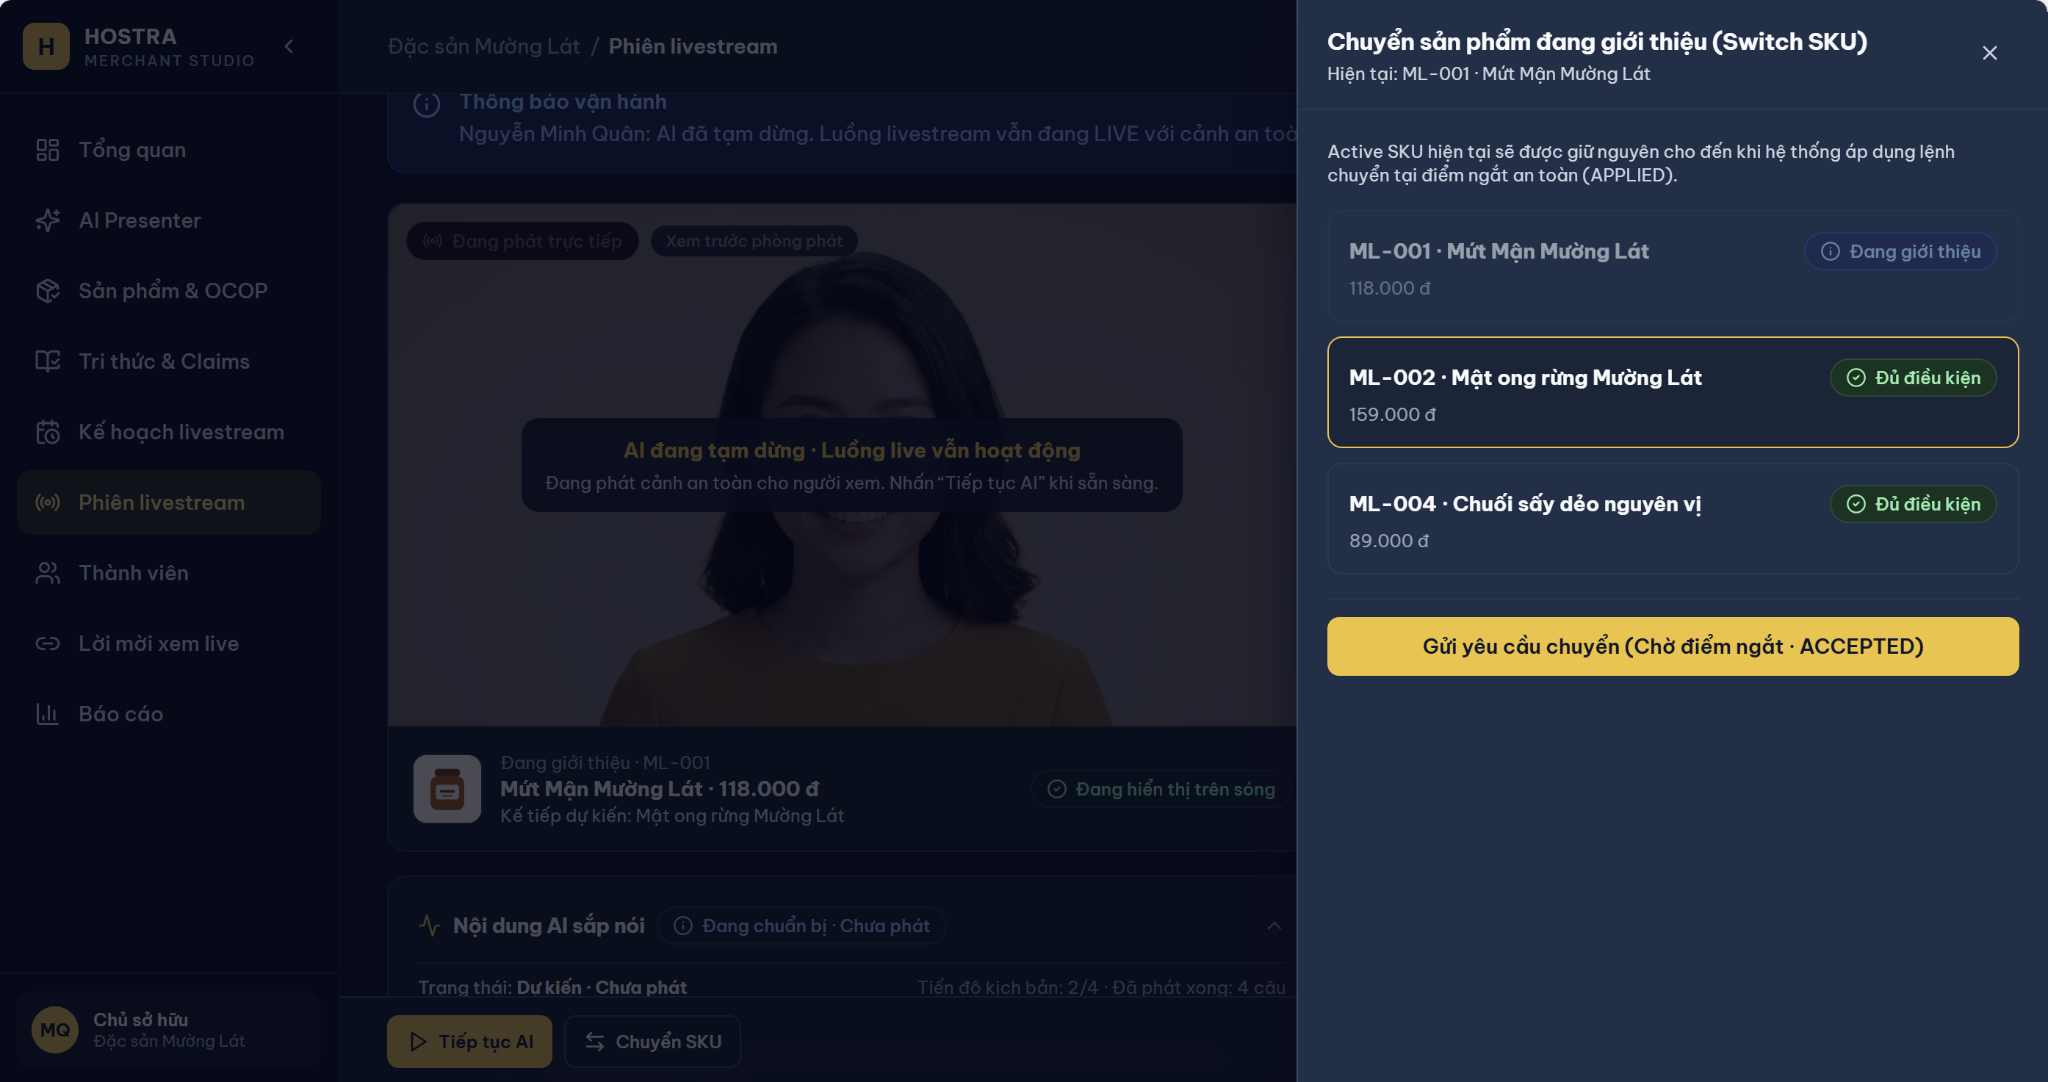 H
HOSTRA
MERCHANT STUDIO
Tổng quan
AI Presenter
Sản phẩm & OCOP
Tri thức & Claims
Kế hoạch livestream
Phiên livestream
Thành viên
Lời mời xem live
Báo cáo
MQ
Chủ sở hữu
Đặc sản Mường Lát
Đặc sản Mường Lát / Phiên livestream
Thông báo vận hành
Nguyễn Minh Quân: AI đã tạm dừng. Luồng livestream vẫn đang LIVE với cảnh an toà
Đang phát trực tiếp
Xem trước phòng phát
AI đang tạm dừng · Luồng live vẫn hoạt động
Đang phát cảnh an toàn cho người xem. Nhấn “Tiếp tục AI” khi sẵn sàng.
Đang giới thiệu · ML-001
Mứt Mận Mường Lát · 118.000 đ
Kế tiếp dự kiến: Mật ong rừng Mường Lát
Đang hiển thị trên sóng
Nội dung AI sắp nói
Đang chuẩn bị · Chưa phát
Trạng thái: Dự kiến · Chưa phát
Tiến độ kịch bản: 2/4 · Đã phát xong: 4 câu
Tiếp tục AI
Chuyển SKU
Chuyển sản phẩm đang giới thiệu (Switch SKU)
Hiện tại: ML-001 · Mứt Mận Mường Lát
Active SKU hiện tại sẽ được giữ nguyên cho đến khi hệ thống áp dụng lệnh
chuyển tại điểm ngắt an toàn (APPLIED).
ML-001 · Mứt Mận Mường Lát
Đang giới thiệu
118.000 đ
ML-002 · Mật ong rừng Mường Lát
Đủ điều kiện
159.000 đ
ML-004 · Chuối sấy dẻo nguyên vị
Đủ điều kiện
89.000 đ
Gửi yêu cầu chuyển (Chờ điểm ngắt · ACCEPTED)